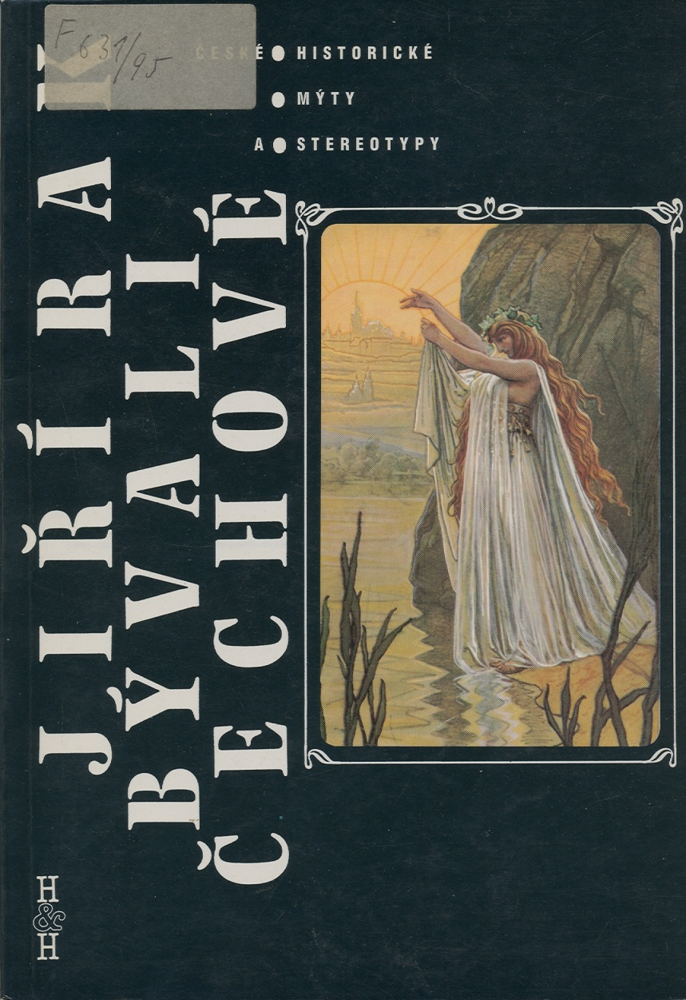 F 631/95
ČESKÉ HISTORICKÉ
MÝTY
A STEREOTYPY
JIŘÍ RAK
BÝVALI
ČECHOVÉ
H
&
H